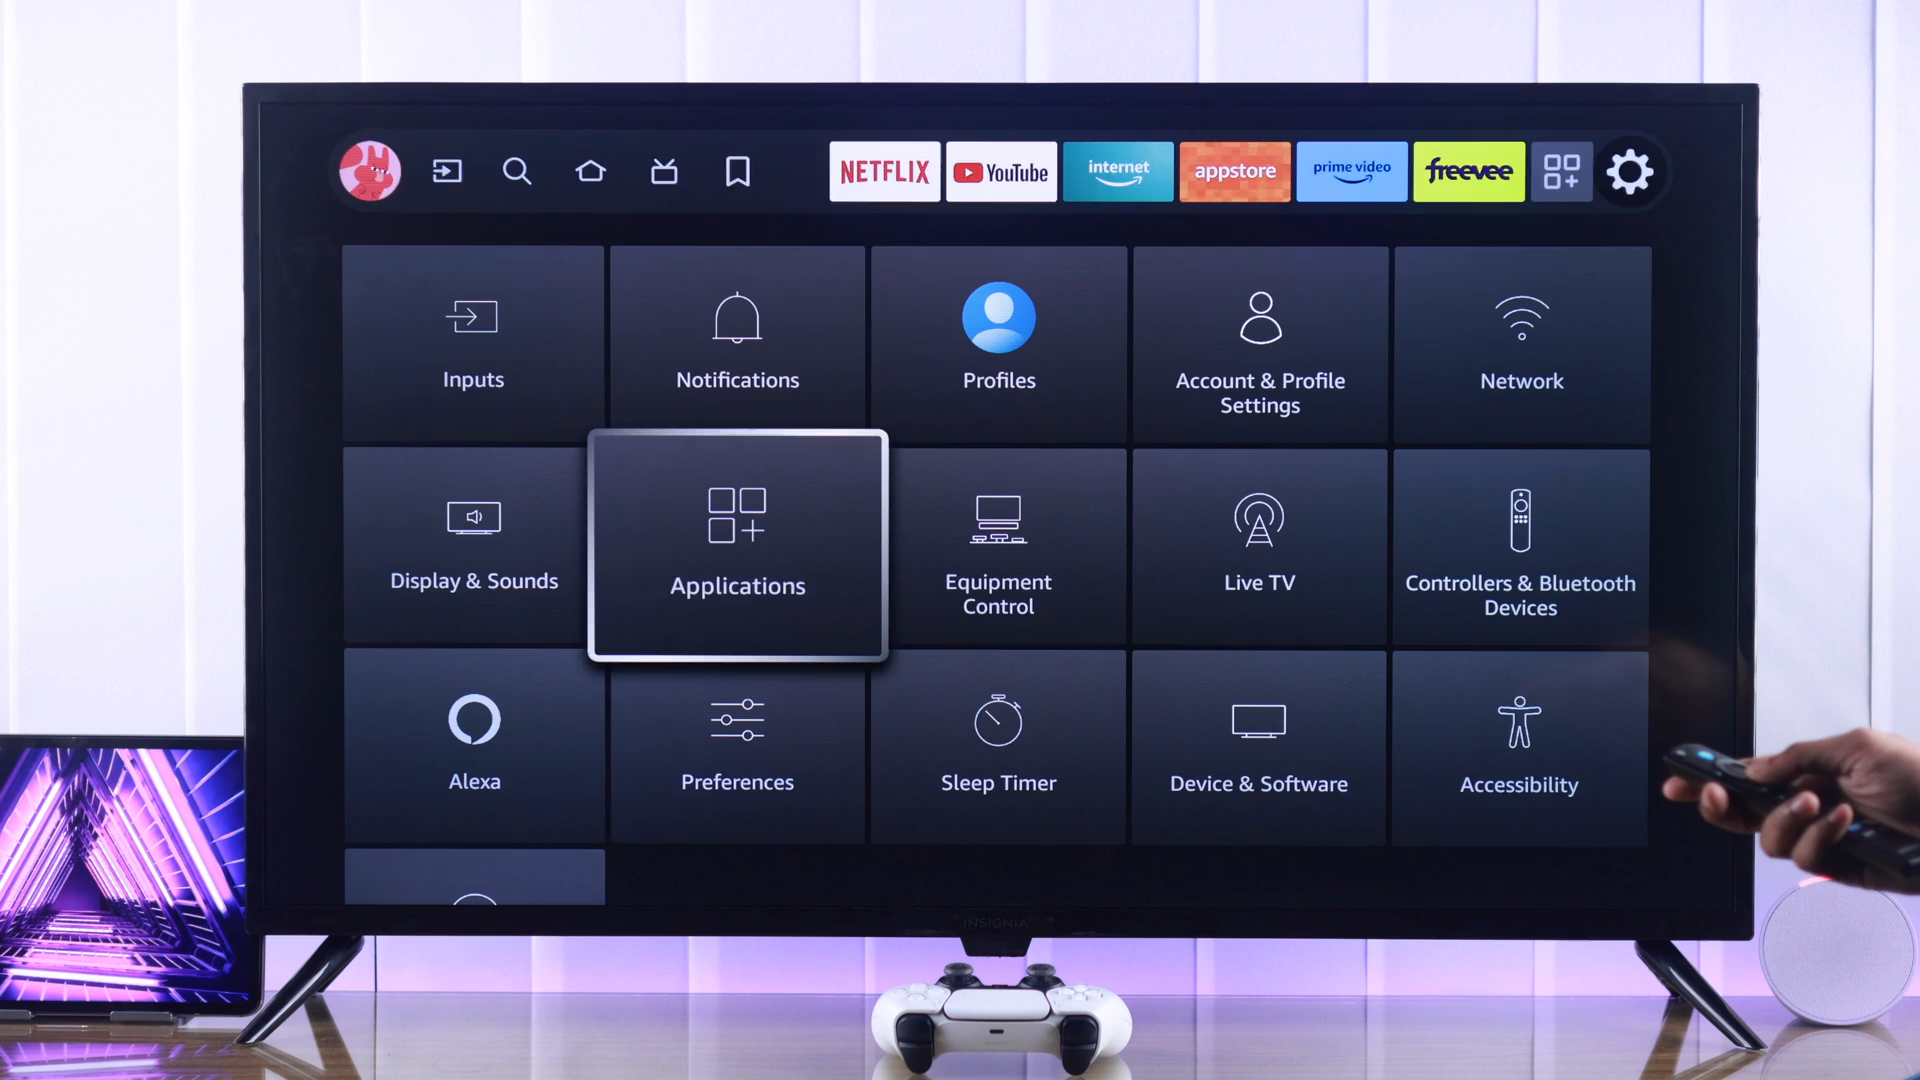 NETFLIX
YouTube
internet
appstore
prime video
freevee
Inputs
Notifications
Profiles
Account & Profile
Settings
Network
Display & Sounds
Applications
Equipment
Control
Live TV
Controllers & Bluetooth
Devices
Alexa
Preferences
Sleep Timer
Device & Software
Accessibility
INSIGNIA